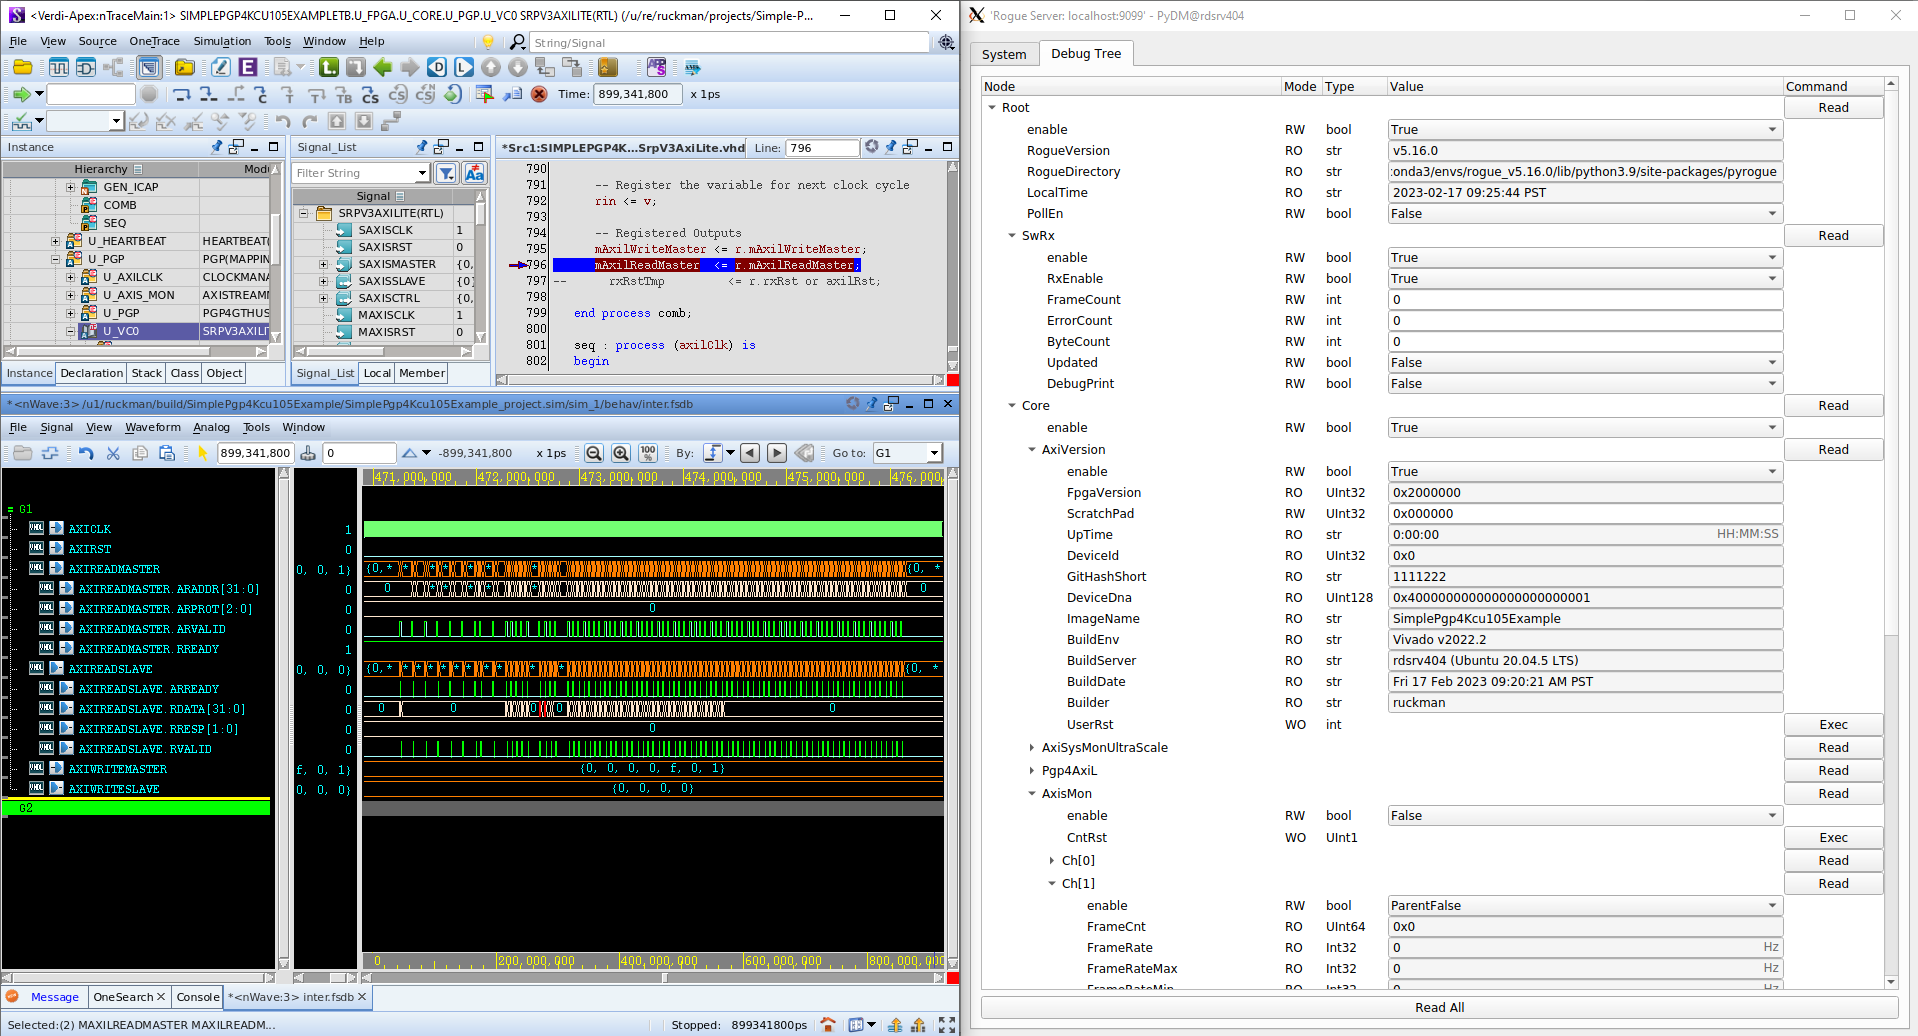 <Verdi-Apex:nTraceMain:1> SIMPLEPGP4KCU105EXAMPLETB.U_FPGA.U_CORE.U_PGP.U_VC0 SRPV3AXILITE(RTL) (/u/re/ruckman/projects/Simple-P...
File View Source OneTrace Simulation Tools Window Help
String/Signal
Time: 899,341,800 x 1ps
Instance
Hierarchy Modu
GEN_ICAP
COMB
SEQ
U_HEARTBEAT HEARTBEAT(
U_PGP PGP(MAPPIN
U_AXILCLK CLOCKMANA
U_AXIS_MON AXISTREAMM
U_PGP PGP4GTHUS
U_VC0 SRPV3AXILIT
Instance Declaration Stack Class Object
Signal_List
Filter String
Signal
SRPV3AXILITE(RTL)
SAXISCLK 1
SAXISRST 0
SAXISMASTER {0,
SAXISSLAVE {0}
SAXISCTRL {0,
MAXISCLK 1
MAXISRST 0
Signal_List Local Member
*Src1:SIMPLEPGP4K...SrpV3AxiLite.vhd Line: 796
790
791 -- Register the variable for next clock cycle
792 rin <= v;
793
794 -- Registered Outputs
795 mAxilWriteMaster <= r.mAxilWriteMaster;
796 mAxilReadMaster <= r.mAxilReadMaster;
797 -- rxRstTmp <= r.rxRst or axilRst;
798
799 end process comb;
800
801 seq : process (axilClk) is
802 begin
*<nWave:3> /u1/ruckman/build/SimplePgp4Kcu105Example/SimplePgp4Kcu105Example_project.sim/sim_1/behav/inter.fsdb
File Signal View Waveform Analog Tools Window
899,341,800 0 -899,341,800 x 1ps 100 % By: Go to: G1
471,000,000 472,000,000 473,000,000 474,000,000 475,000,000 476,000,
G1
AXICLK 1
AXIRST 0
AXIREADMASTER 0, 0, 1} {0,* * * * * * * * {0, *
AXIREADMASTER.ARADDR[31:0] 0 0 * * * 0
AXIREADMASTER.ARPROT[2:0] 0 0
AXIREADMASTER.ARVALID 0
AXIREADMASTER.RREADY 1
AXIREADSLAVE 0, 0, 0} {0,* * * * * * * * * * {0, *
AXIREADSLAVE.ARREADY 0
AXIREADSLAVE.RDATA[31:0] 0 0 0 0 0 0
AXIREADSLAVE.RRESP[1:0] 0 0
AXIREADSLAVE.RVALID 0
AXIWRITEMASTER f, 0, 1} {0, 0, 0, 0, f, 0, 1}
AXIWRITESLAVE 0, 0, 0} {0, 0, 0, 0}
G2
0 200,000,000 400,000,000 600,000,000 800,000,000
Message OneSearch Console *<nWave:3> inter.fsdb
Selected:(2) MAXILREADMASTER MAXILREADM... Stopped: 899341800ps
'Rogue Server: localhost:9099' - PyDM@rdsrv404
System Debug Tree
Node Mode Type Value Command
Root Read
enable RW bool True
RogueVersion RO str v5.16.0
RogueDirectory RO str :onda3/envs/rogue_v5.16.0/lib/python3.9/site-packages/pyrogue
LocalTime RO str 2023-02-17 09:25:44 PST
PollEn RW bool False
SwRx Read
enable RW bool True
RxEnable RW bool True
FrameCount RW int 0
ErrorCount RW int 0
ByteCount RW int 0
Updated RW bool False
DebugPrint RW bool False
Core Read
enable RW bool True
AxiVersion Read
enable RW bool True
FpgaVersion RO UInt32 0x2000000
ScratchPad RW UInt32 0x000000
UpTime RO str 0:00:00 HH:MM:SS
DeviceId RO UInt32 0x0
GitHashShort RO str 1111222
DeviceDna RO UInt128 0x400000000000000000000001
ImageName RO str SimplePgp4Kcu105Example
BuildEnv RO str Vivado v2022.2
BuildServer RO str rdsrv404 (Ubuntu 20.04.5 LTS)
BuildDate RO str Fri 17 Feb 2023 09:20:21 AM PST
Builder RO str ruckman
UserRst WO int Exec
AxiSysMonUltraScale Read
Pgp4AxiL Read
AxisMon Read
enable RW bool False
CntRst WO UInt1 Exec
Ch[0] Read
Ch[1] Read
enable RW bool ParentFalse
FrameCnt RO UInt64 0x0
FrameRate RO Int32 0 Hz
FrameRateMax RO Int32 0 Hz
FrameRateMin RO Int32 0 Hz
Read All